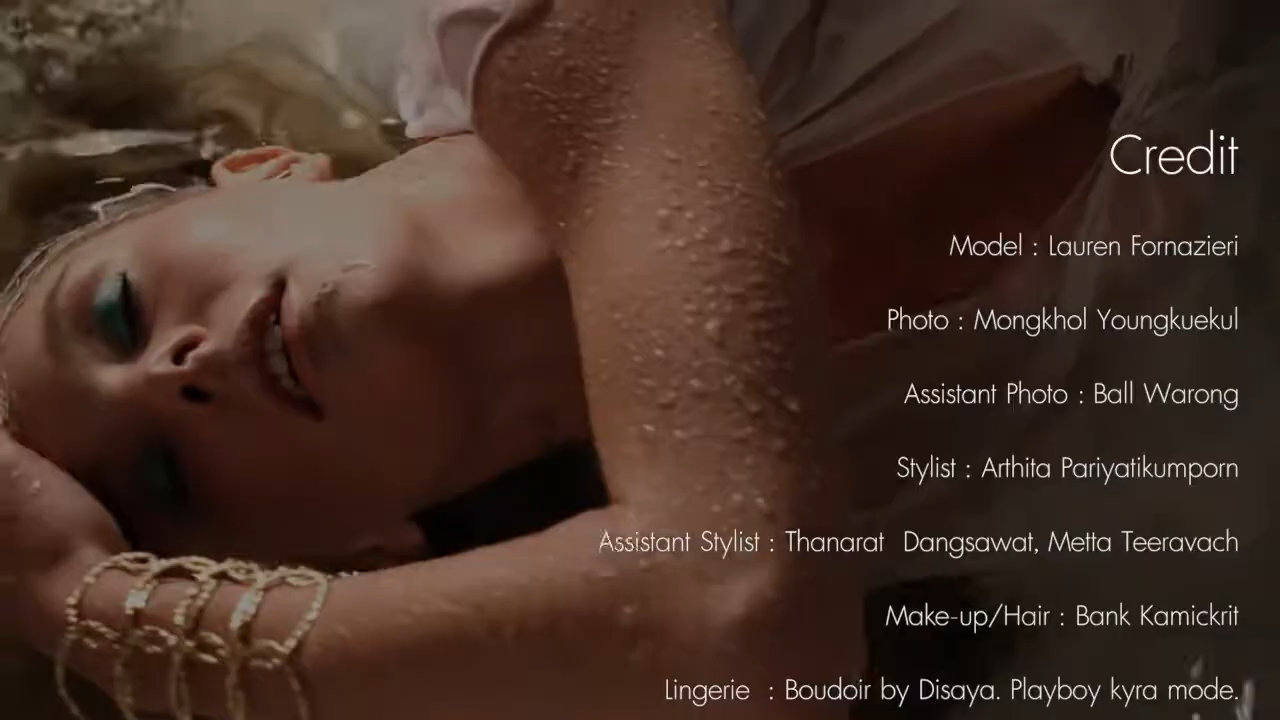 Credit
Model : Lauren Fornazieri
Photo : Mongkhol Youngkuekul
Assistant Photo : Ball Warong
Stylist : Arthita Pariyatikumporn
Assistant Stylist : Thanarat  Dangsawat, Metta Teeravach
Make-up/Hair : Bank Kamickrit
Lingerie  : Boudoir by Disaya. Playboy kyra mode.